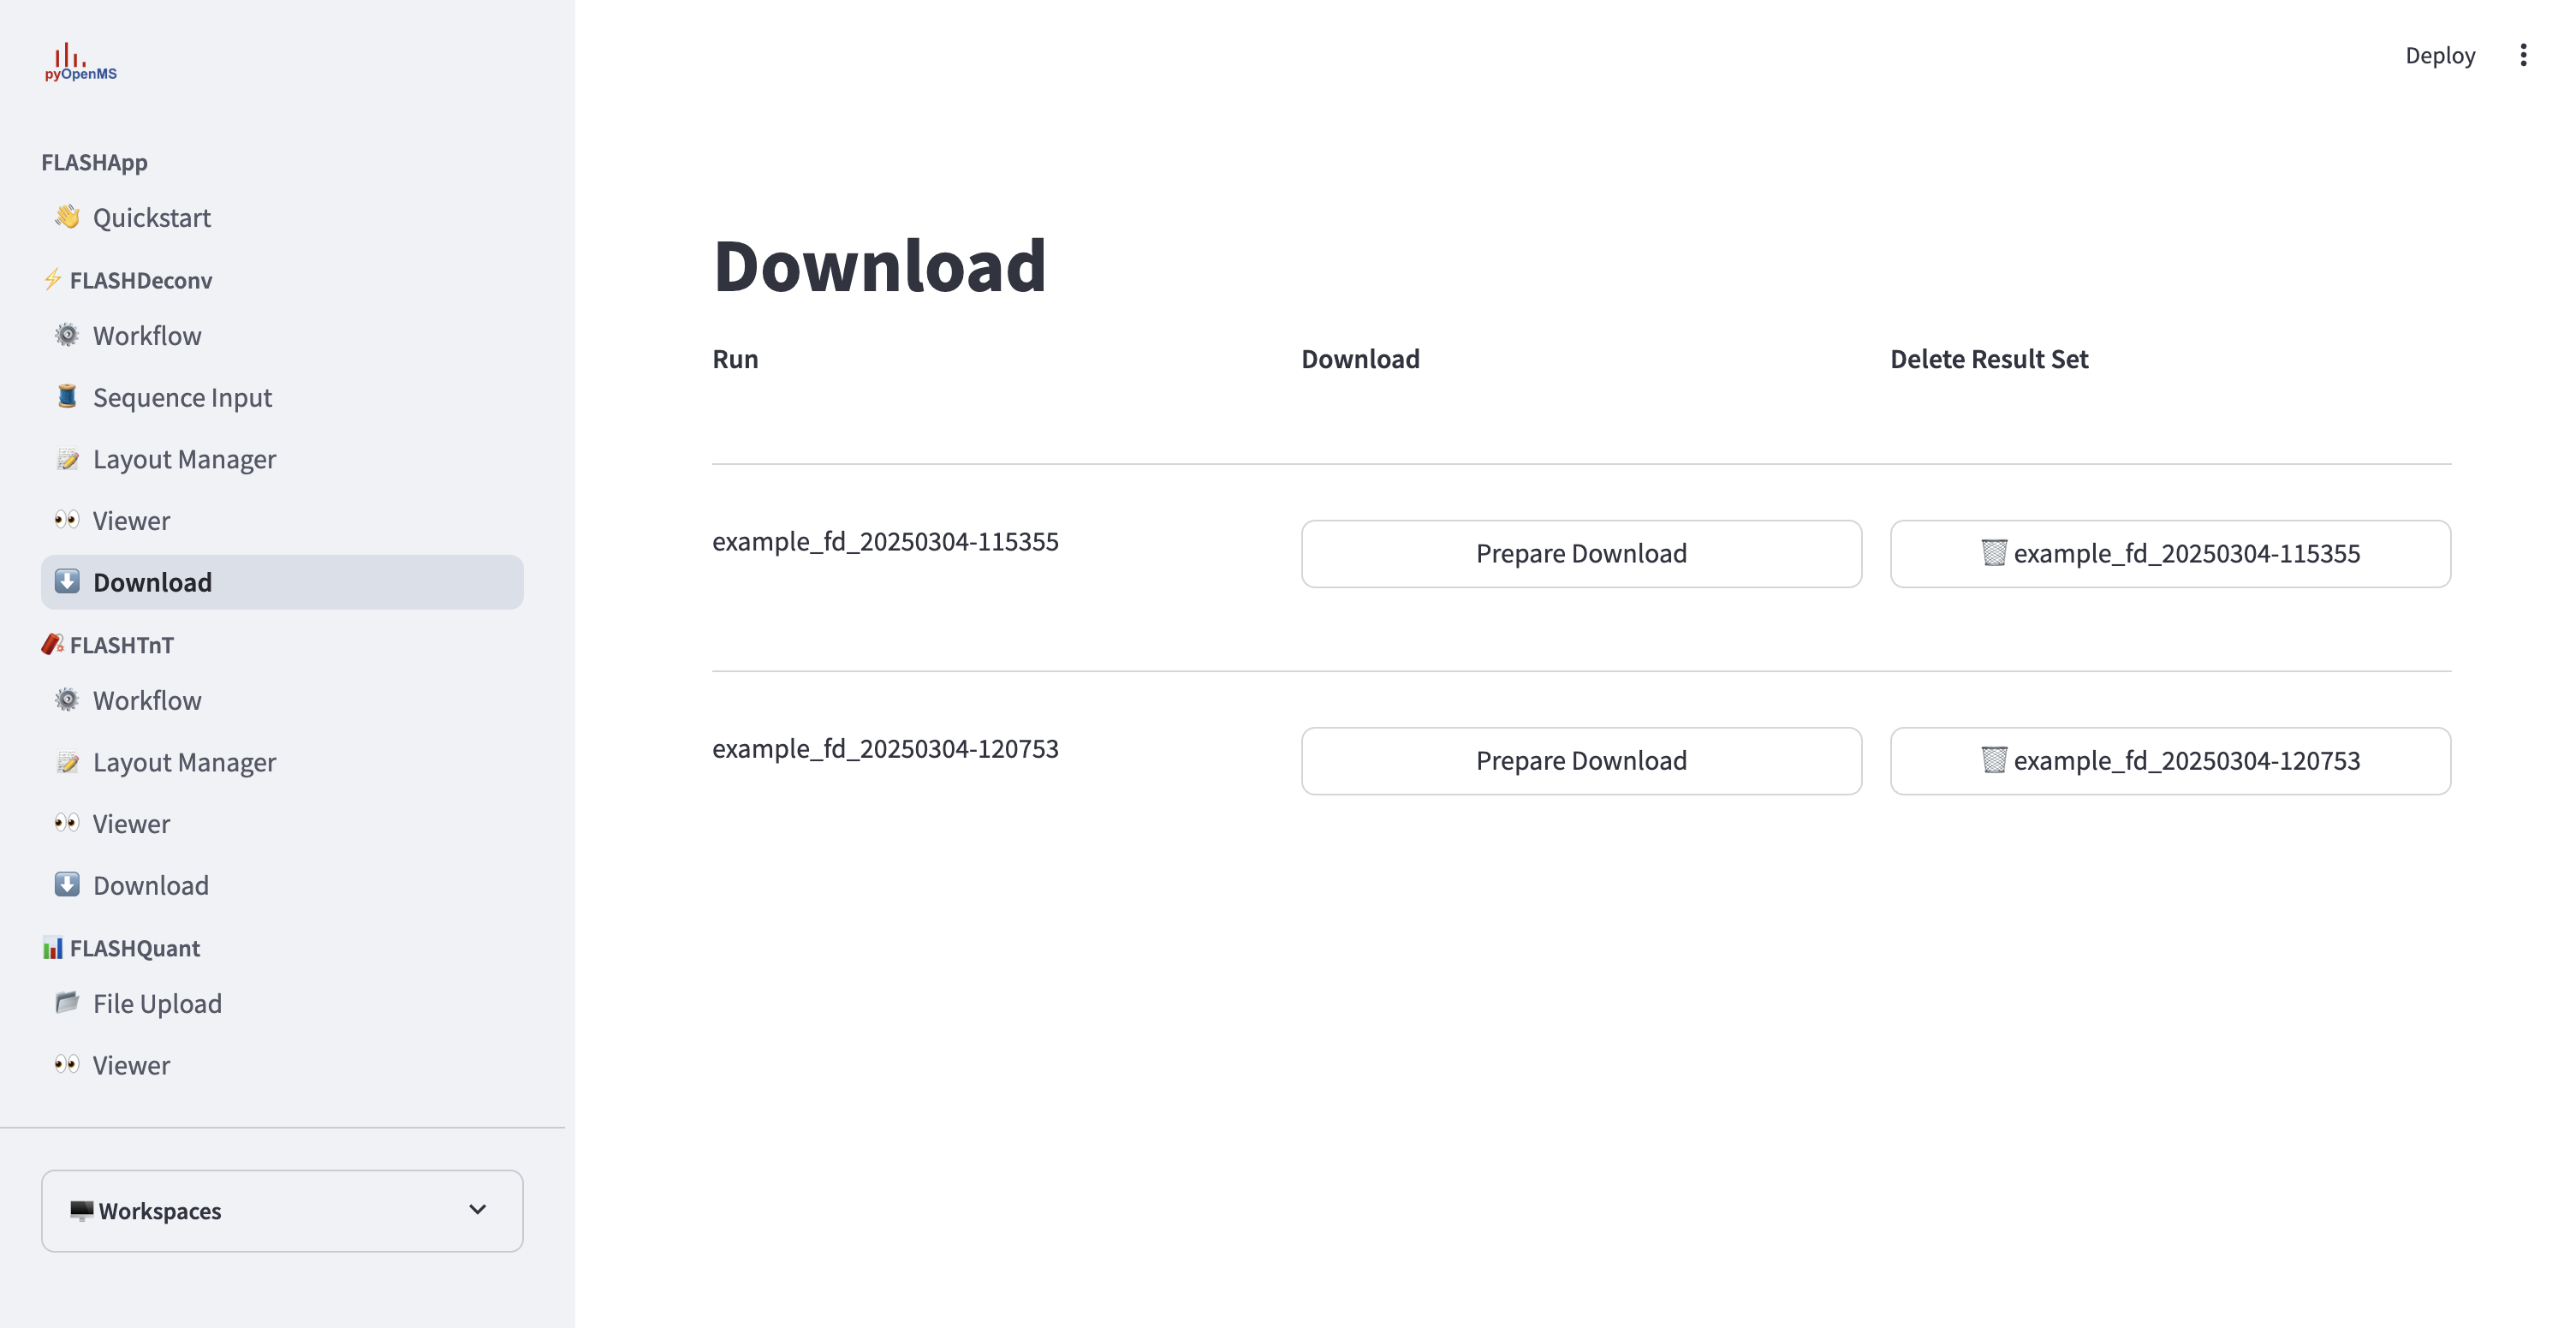 pyOpenMS
Deploy
FLASHApp
👋 Quickstart
⚡ FLASHDeconv
⚙️ Workflow
🧵 Sequence Input
📝 Layout Manager
👀 Viewer
⬇️ Download
🧨 FLASHTnT
⚙️ Workflow
📝 Layout Manager
👀 Viewer
⬇️ Download
📊 FLASHQuant
📂 File Upload
👀 Viewer
🖥️ Workspaces
Download
Run Download Delete Result Set
example_fd_20250304-115355 Prepare Download 🗑️ example_fd_20250304-115355
example_fd_20250304-120753 Prepare Download 🗑️ example_fd_20250304-120753